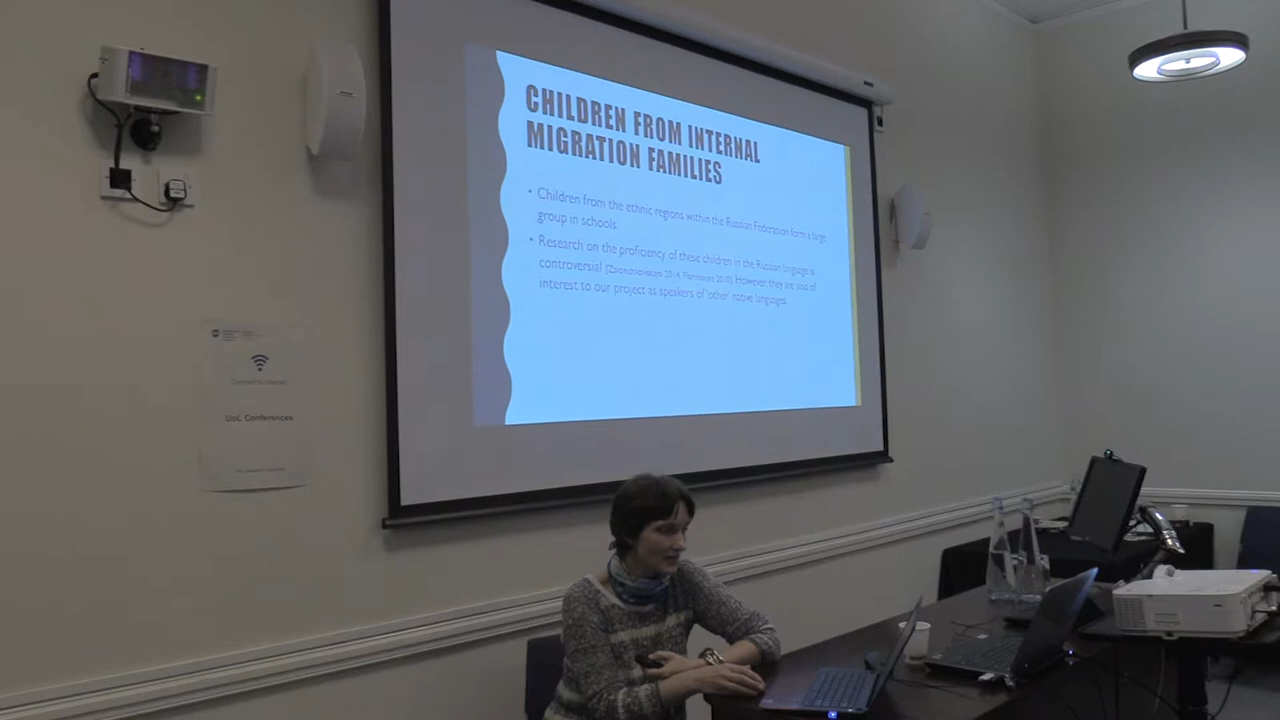 CHILDREN FROM INTERNAL
MIGRATION FAMILIES
• Children from the ethnic regions within the Russian Federation form a large
group in schools.
• Research on the proficiency of these children in the Russian language is
controversial 2014, 2016). However, they are also of
interest to our project as speakers of 'other' native languages.
UoL Conferences